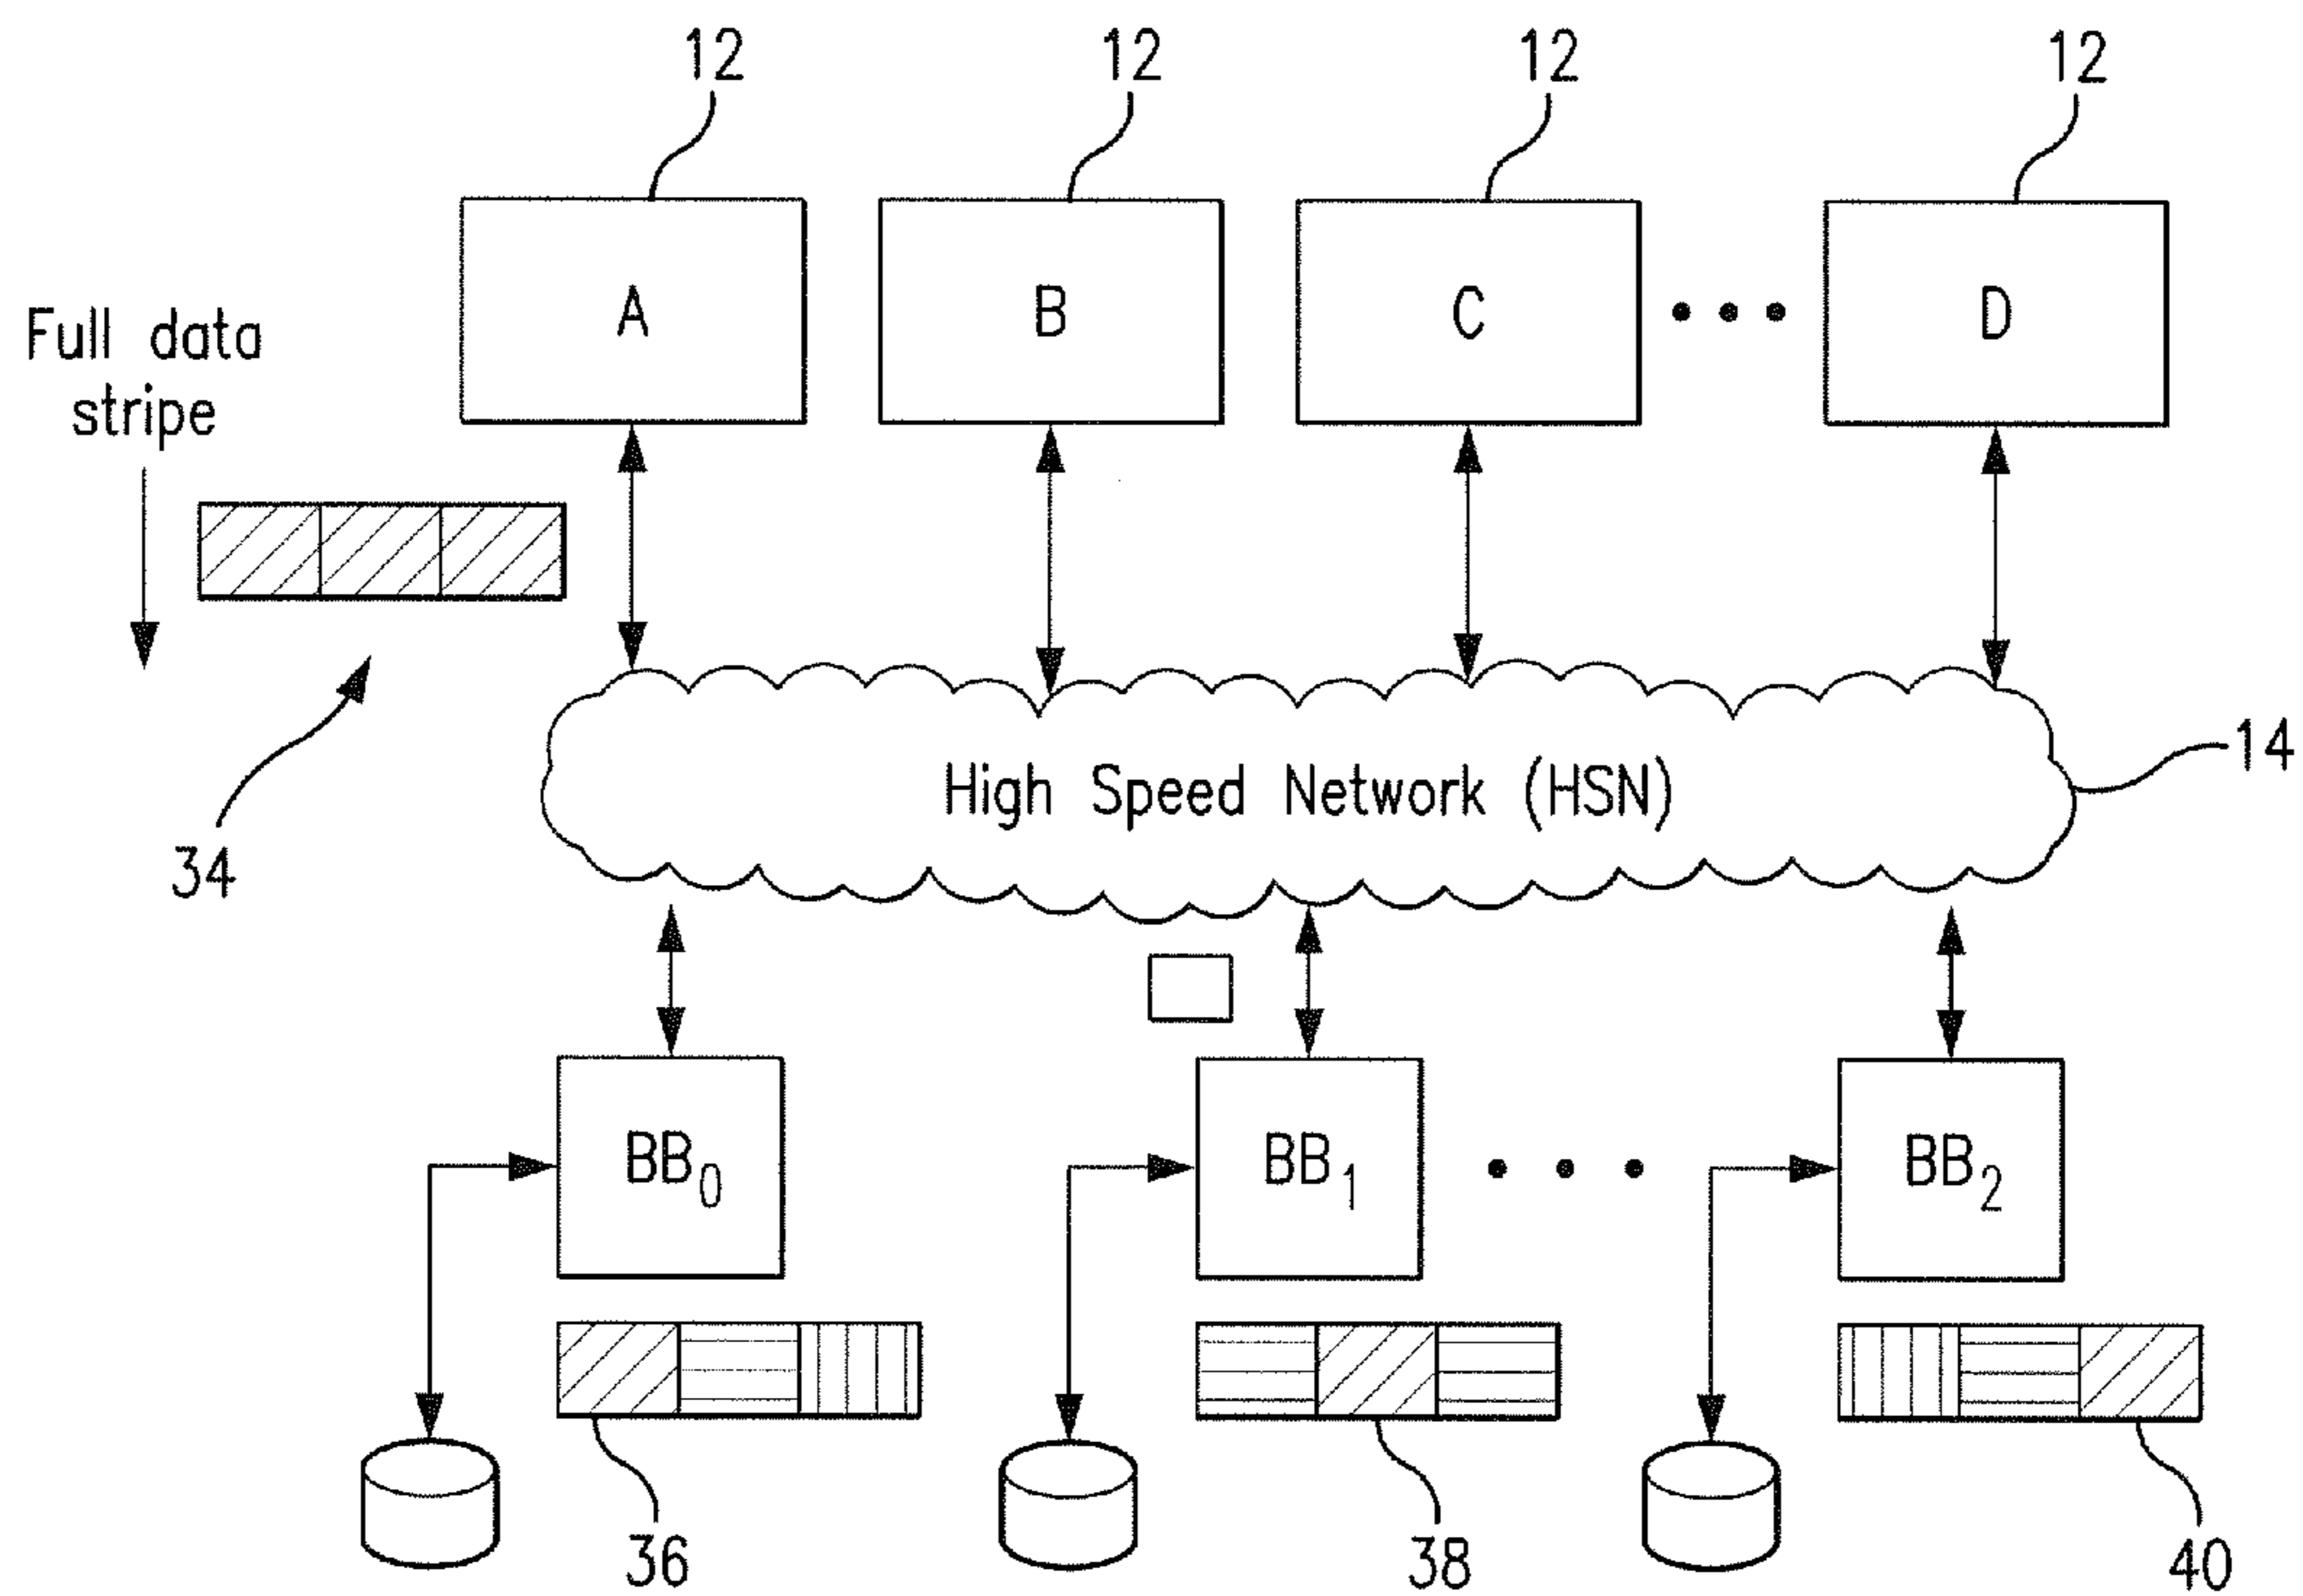 12 12 12 12
A B C D
Full data
stripe
High Speed Network (HSN)
14
34
BB0 BB1 BB2
36 38 40